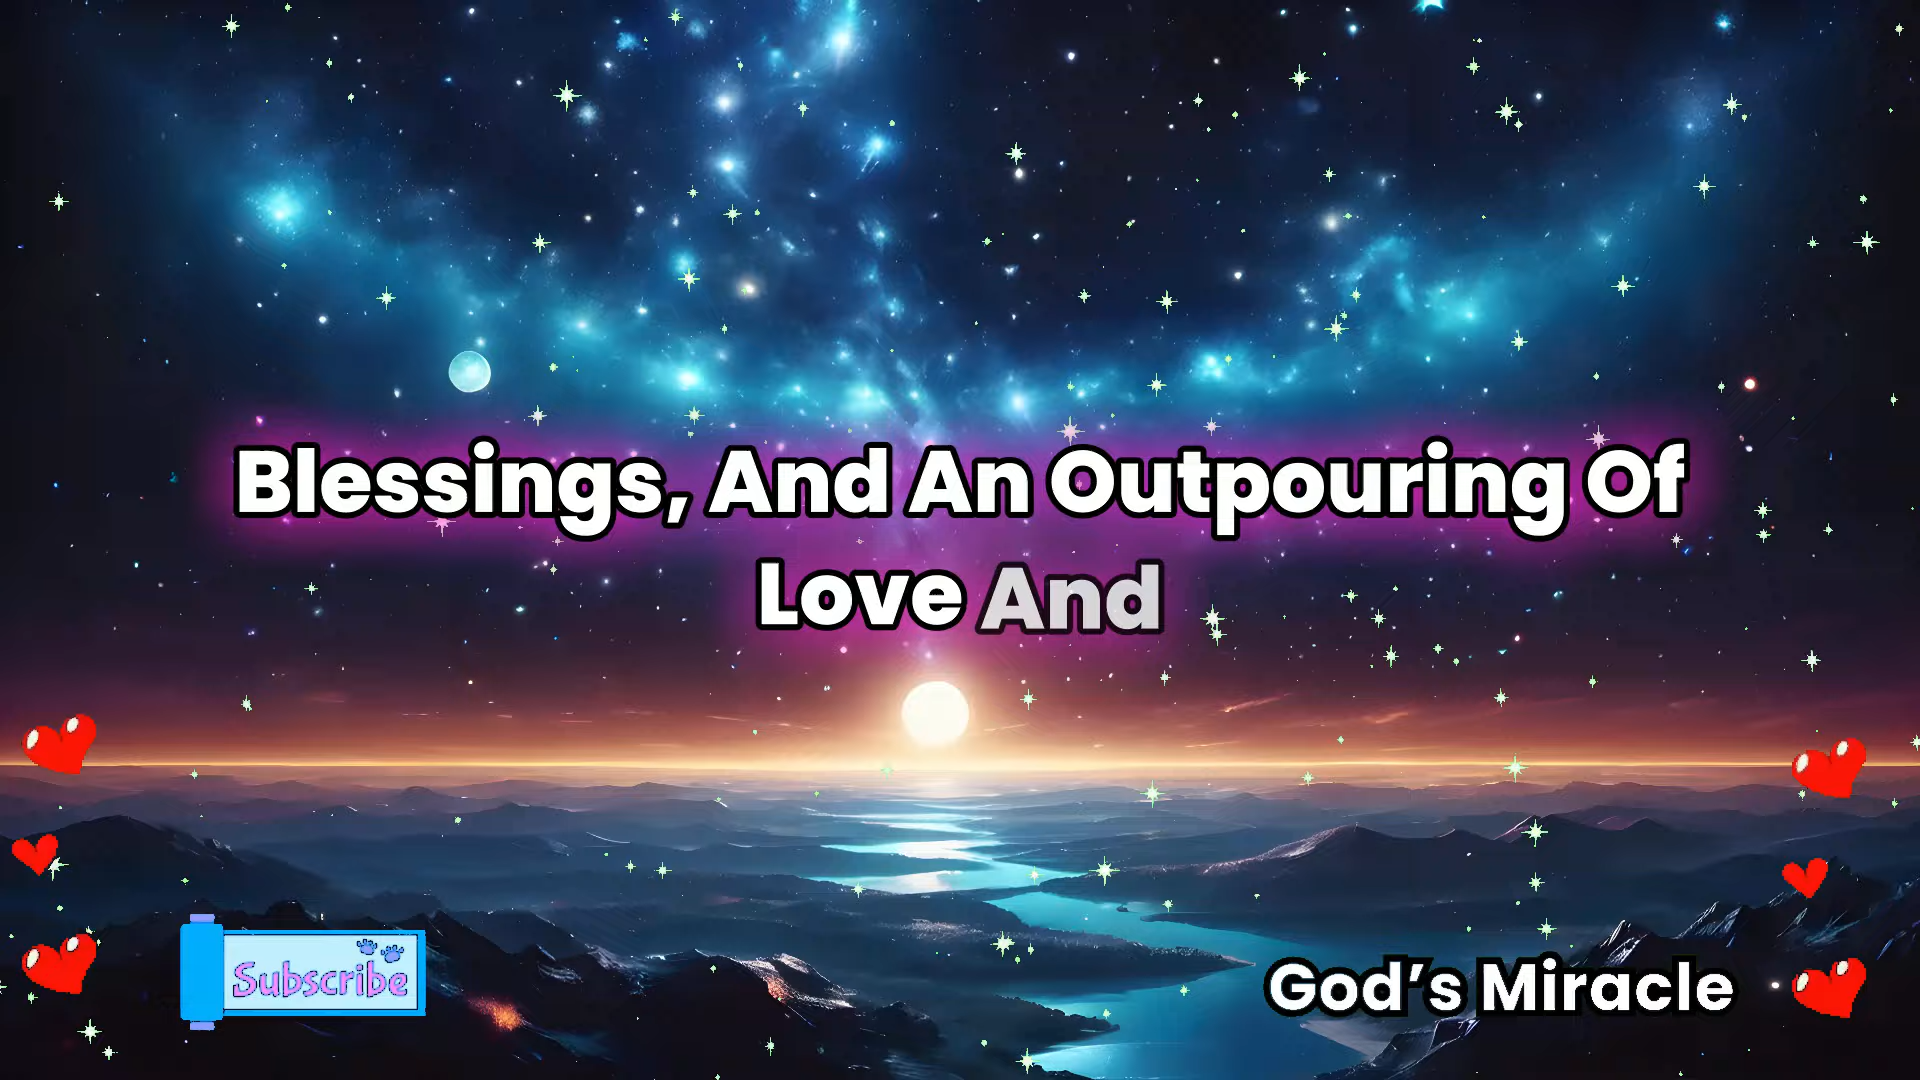 Blessings, And An Outpouring Of
Love And
Subscribe
God’s Miracle